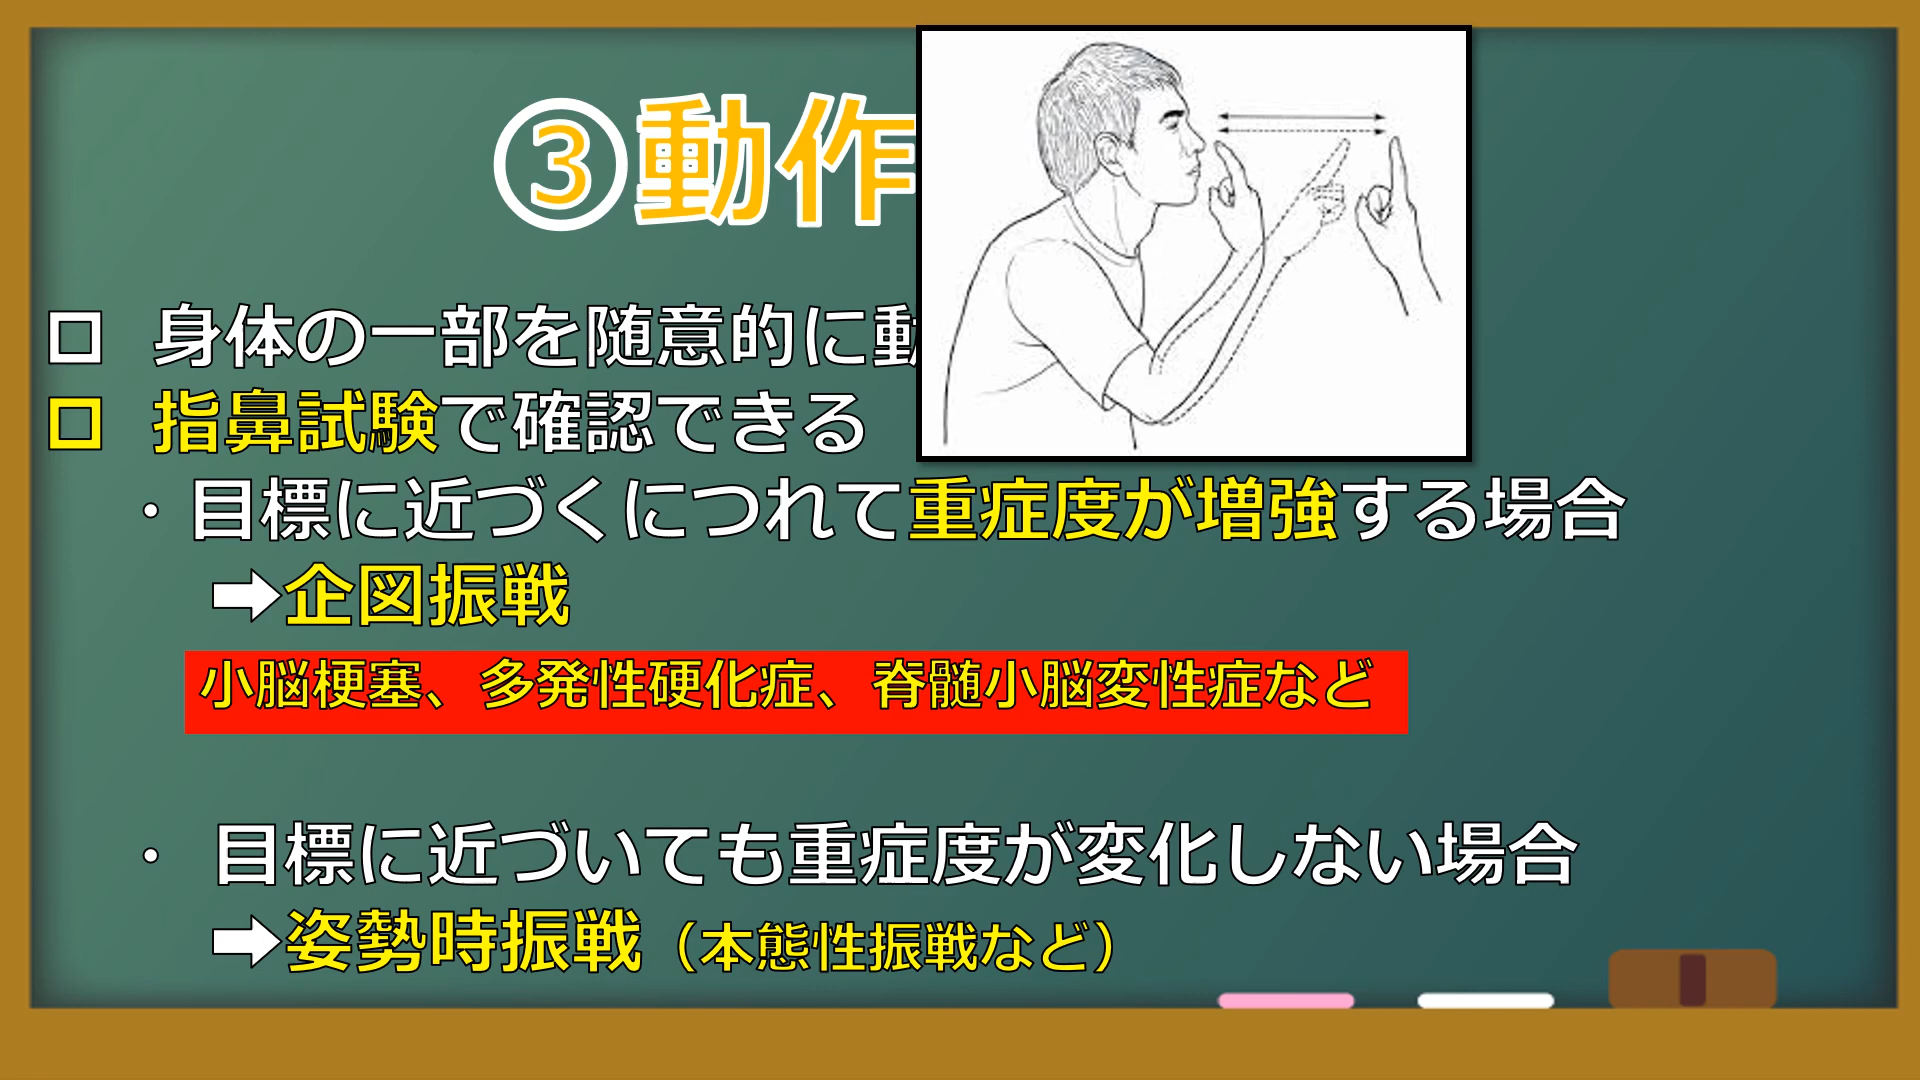 ③動作
□ 身体の一部を随意的に動
□ 指鼻試験で確認できる
・目標に近づくにつれて重症度が増強する場合
➡企図振戦
小脳梗塞、多発性硬化症、脊髄小脳変性症など
・ 目標に近づいても重症度が変化しない場合
➡姿勢時振戦（本態性振戦など）